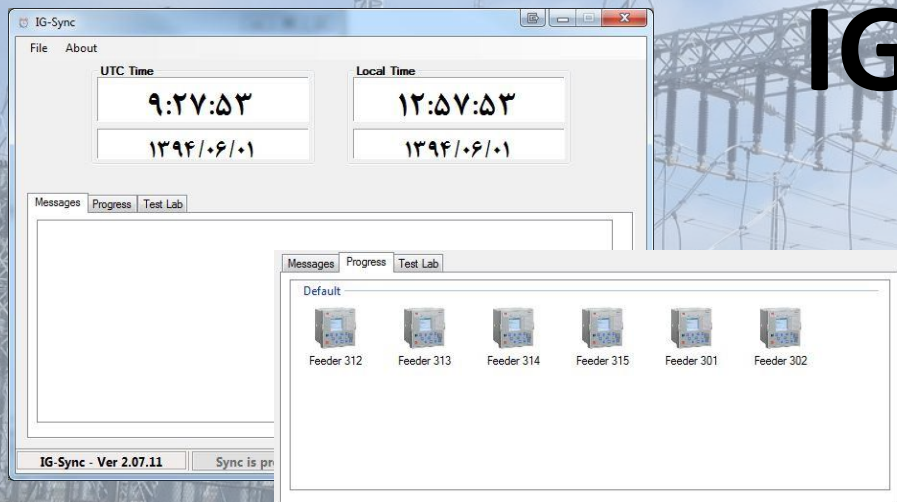 IG
IG-Sync
File About
UTC Time
Local Time
۹:۲۷:۵۳
۱۲:۵۷:۵۳
۱۳۹۴/۰۶/۰۱
۱۳۹۴/۰۶/۰۱
Messages Progress Test Lab
Messages Progress Test Lab
Default
Feeder 312 Feeder 313 Feeder 314 Feeder 315 Feeder 301 Feeder 302
IG-Sync - Ver 2.07.11 Sync is